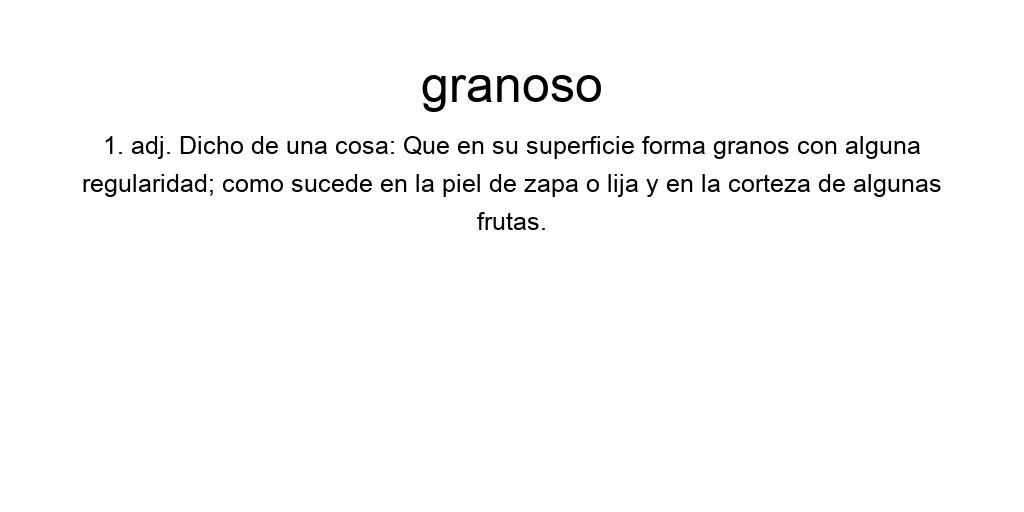 granoso
1. adj. Dicho de una cosa: Que en su superficie forma granos con alguna
regularidad; como sucede en la piel de zapa o lija y en la corteza de algunas
frutas.